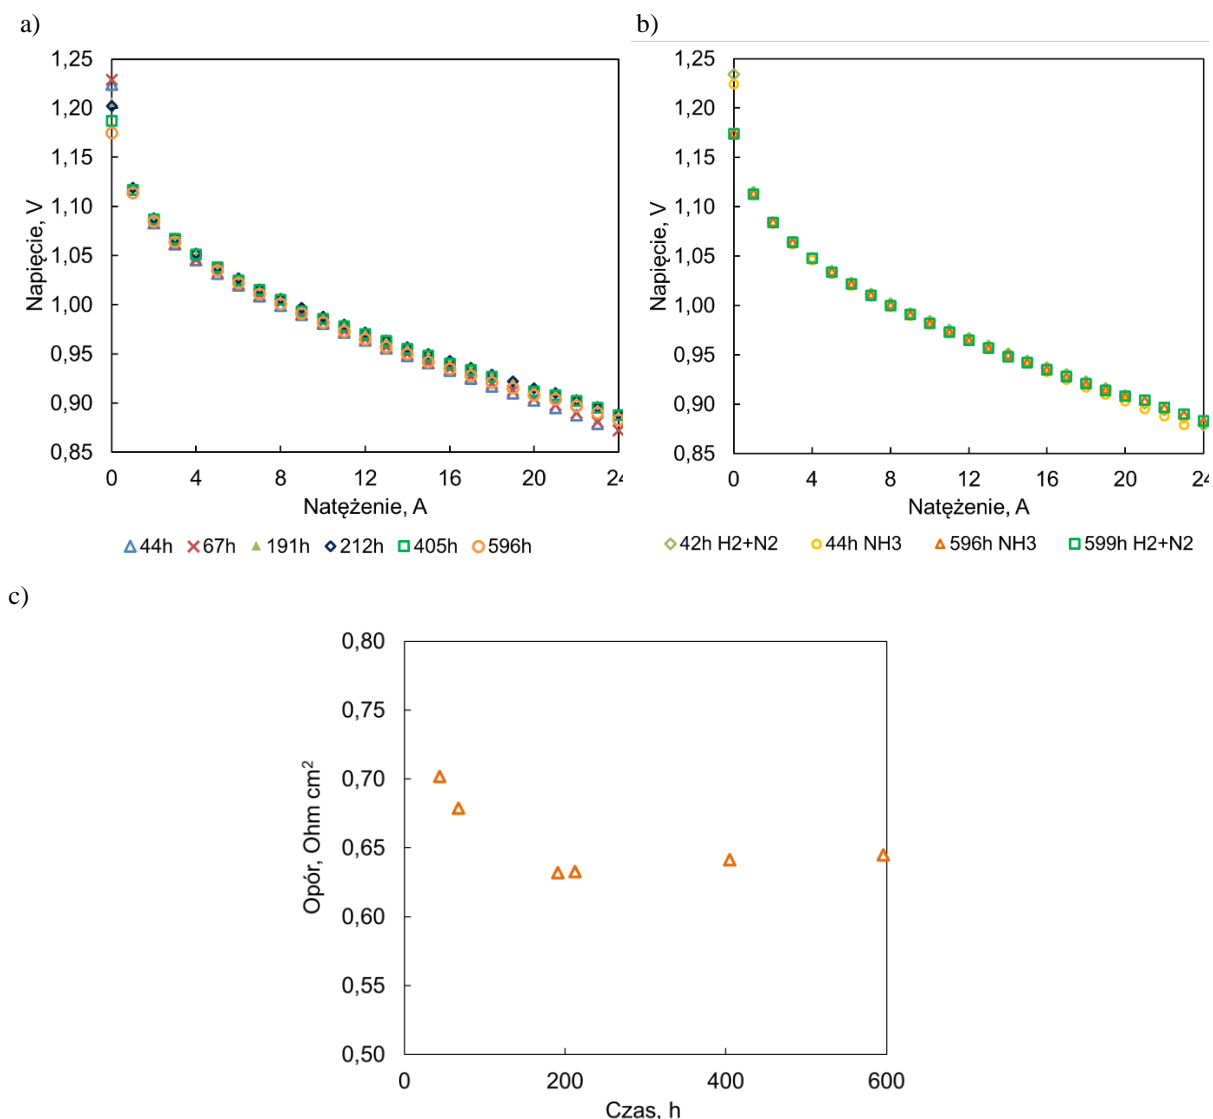 a)
1,25
1,20
1,15
1,10
1,05
1,00
0,95
0,90
0,85
Napięcie, V
0 4 8 12 16 20 24
Natężenie, A
44h 67h 191h 212h 405h 596h
b)
1,25
1,20
1,15
1,10
1,05
1,00
0,95
0,90
0,85
Napięcie, V
0 4 8 12 16 20 24
Natężenie, A
42h H2+N2 44h NH3 596h NH3 599h H2+N2
c)
0,80
0,75
0,70
0,65
0,60
0,55
0,50
Opór, Ohm cm²
0 200 400 600
Czas, h